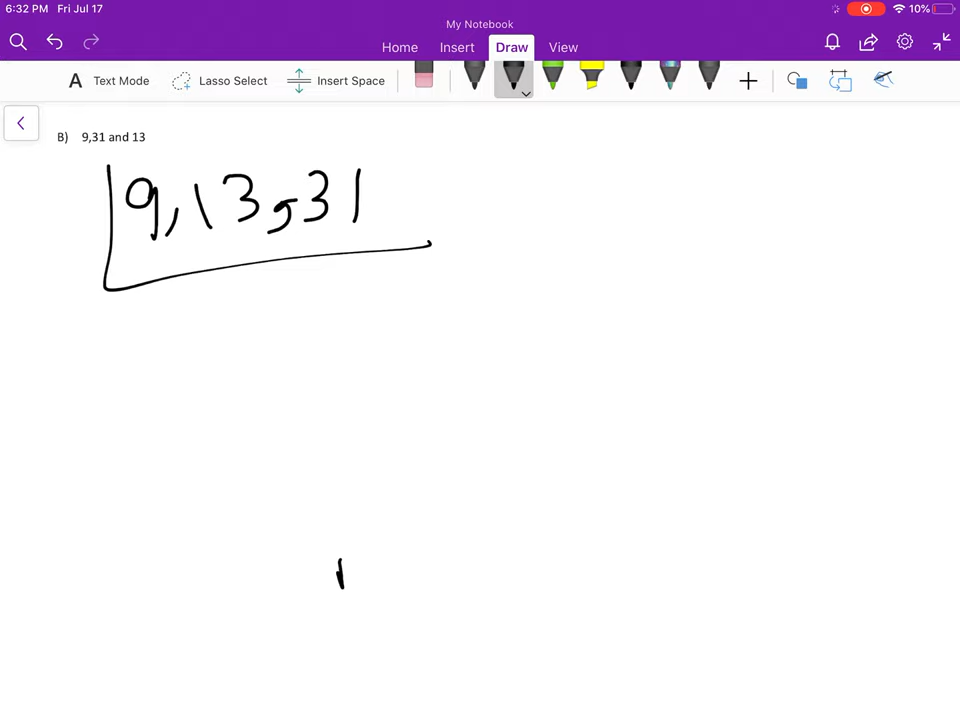 6:32 PM Fri Jul 17 10%
My Notebook
Home Insert Draw View
A Text Mode Lasso Select Insert Space
B) 9,31 and 13
9,13,31